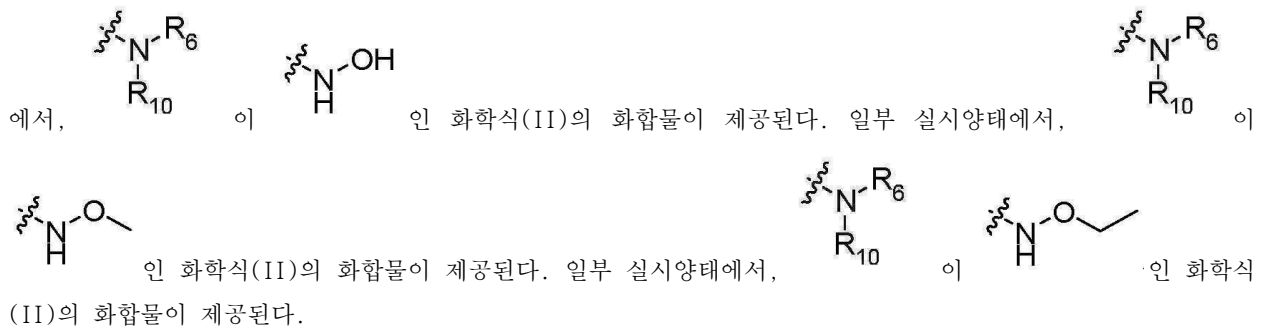 에서, N R6 R10 이 N H OH 인 화학식(II)의 화합물이 제공된다. 일부 실시양태에서, N R6 R10 이
N H O 인 화학식(II)의 화합물이 제공된다. 일부 실시양태에서, N R6 R10 이 N H O 인 화학식
(II)의 화합물이 제공된다.